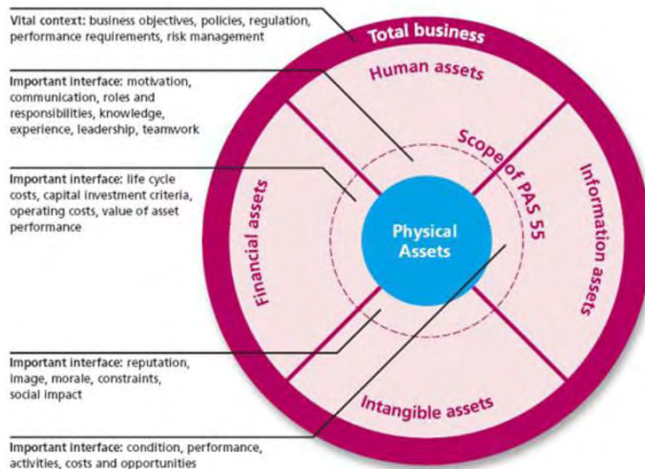 Vital context: business objectives, policies, regulation,
performance requirements, risk management
Important interface: motivation,
communication, roles and
responsibilities, knowledge,
experience, leadership, teamwork
Important interface: life cycle
costs, capital investment criteria,
operating costs, value of asset
performance
Important interface: reputation,
image, morale, constraints,
social impact
Important interface: condition, performance,
activities, costs and opportunities
Total business
Human assets
Scope of PAS 55
Financial assets
Physical
Assets
Information assets
Intangible assets